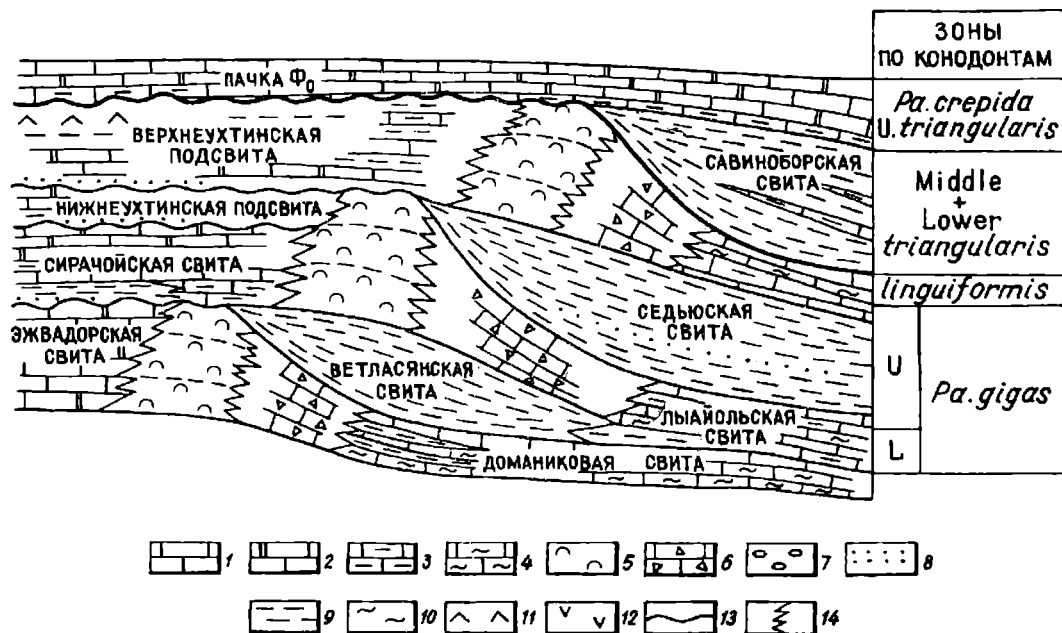 ЗОНЫ
ПО КОНОДОНТАМ
ПАЧКА Ф₀
Pa. crepida
U. triangularis
ВЕРХНЕУХТИНСКАЯ
ПОДСВИТА
САВИНОБОРСКАЯ
СВИТА
Middle
+
Lower
triangularis
НИЖНЕУХТИНСКАЯ ПОДСВИТА
СИРАЧОЙСКАЯ СВИТА
linguiformis
СЕДЬЮСКАЯ
СВИТА
ЭЖВАДОРСКАЯ
СВИТА
ВЕТЛАСЯНСКАЯ
СВИТА
U
Pa. gigas
ЛЫАЙОЛЬСКАЯ
СВИТА
L
ДОМАНИКОВАЯ СВИТА
1 2 3 4 5 6 7 8
9 10 11 12 13 14